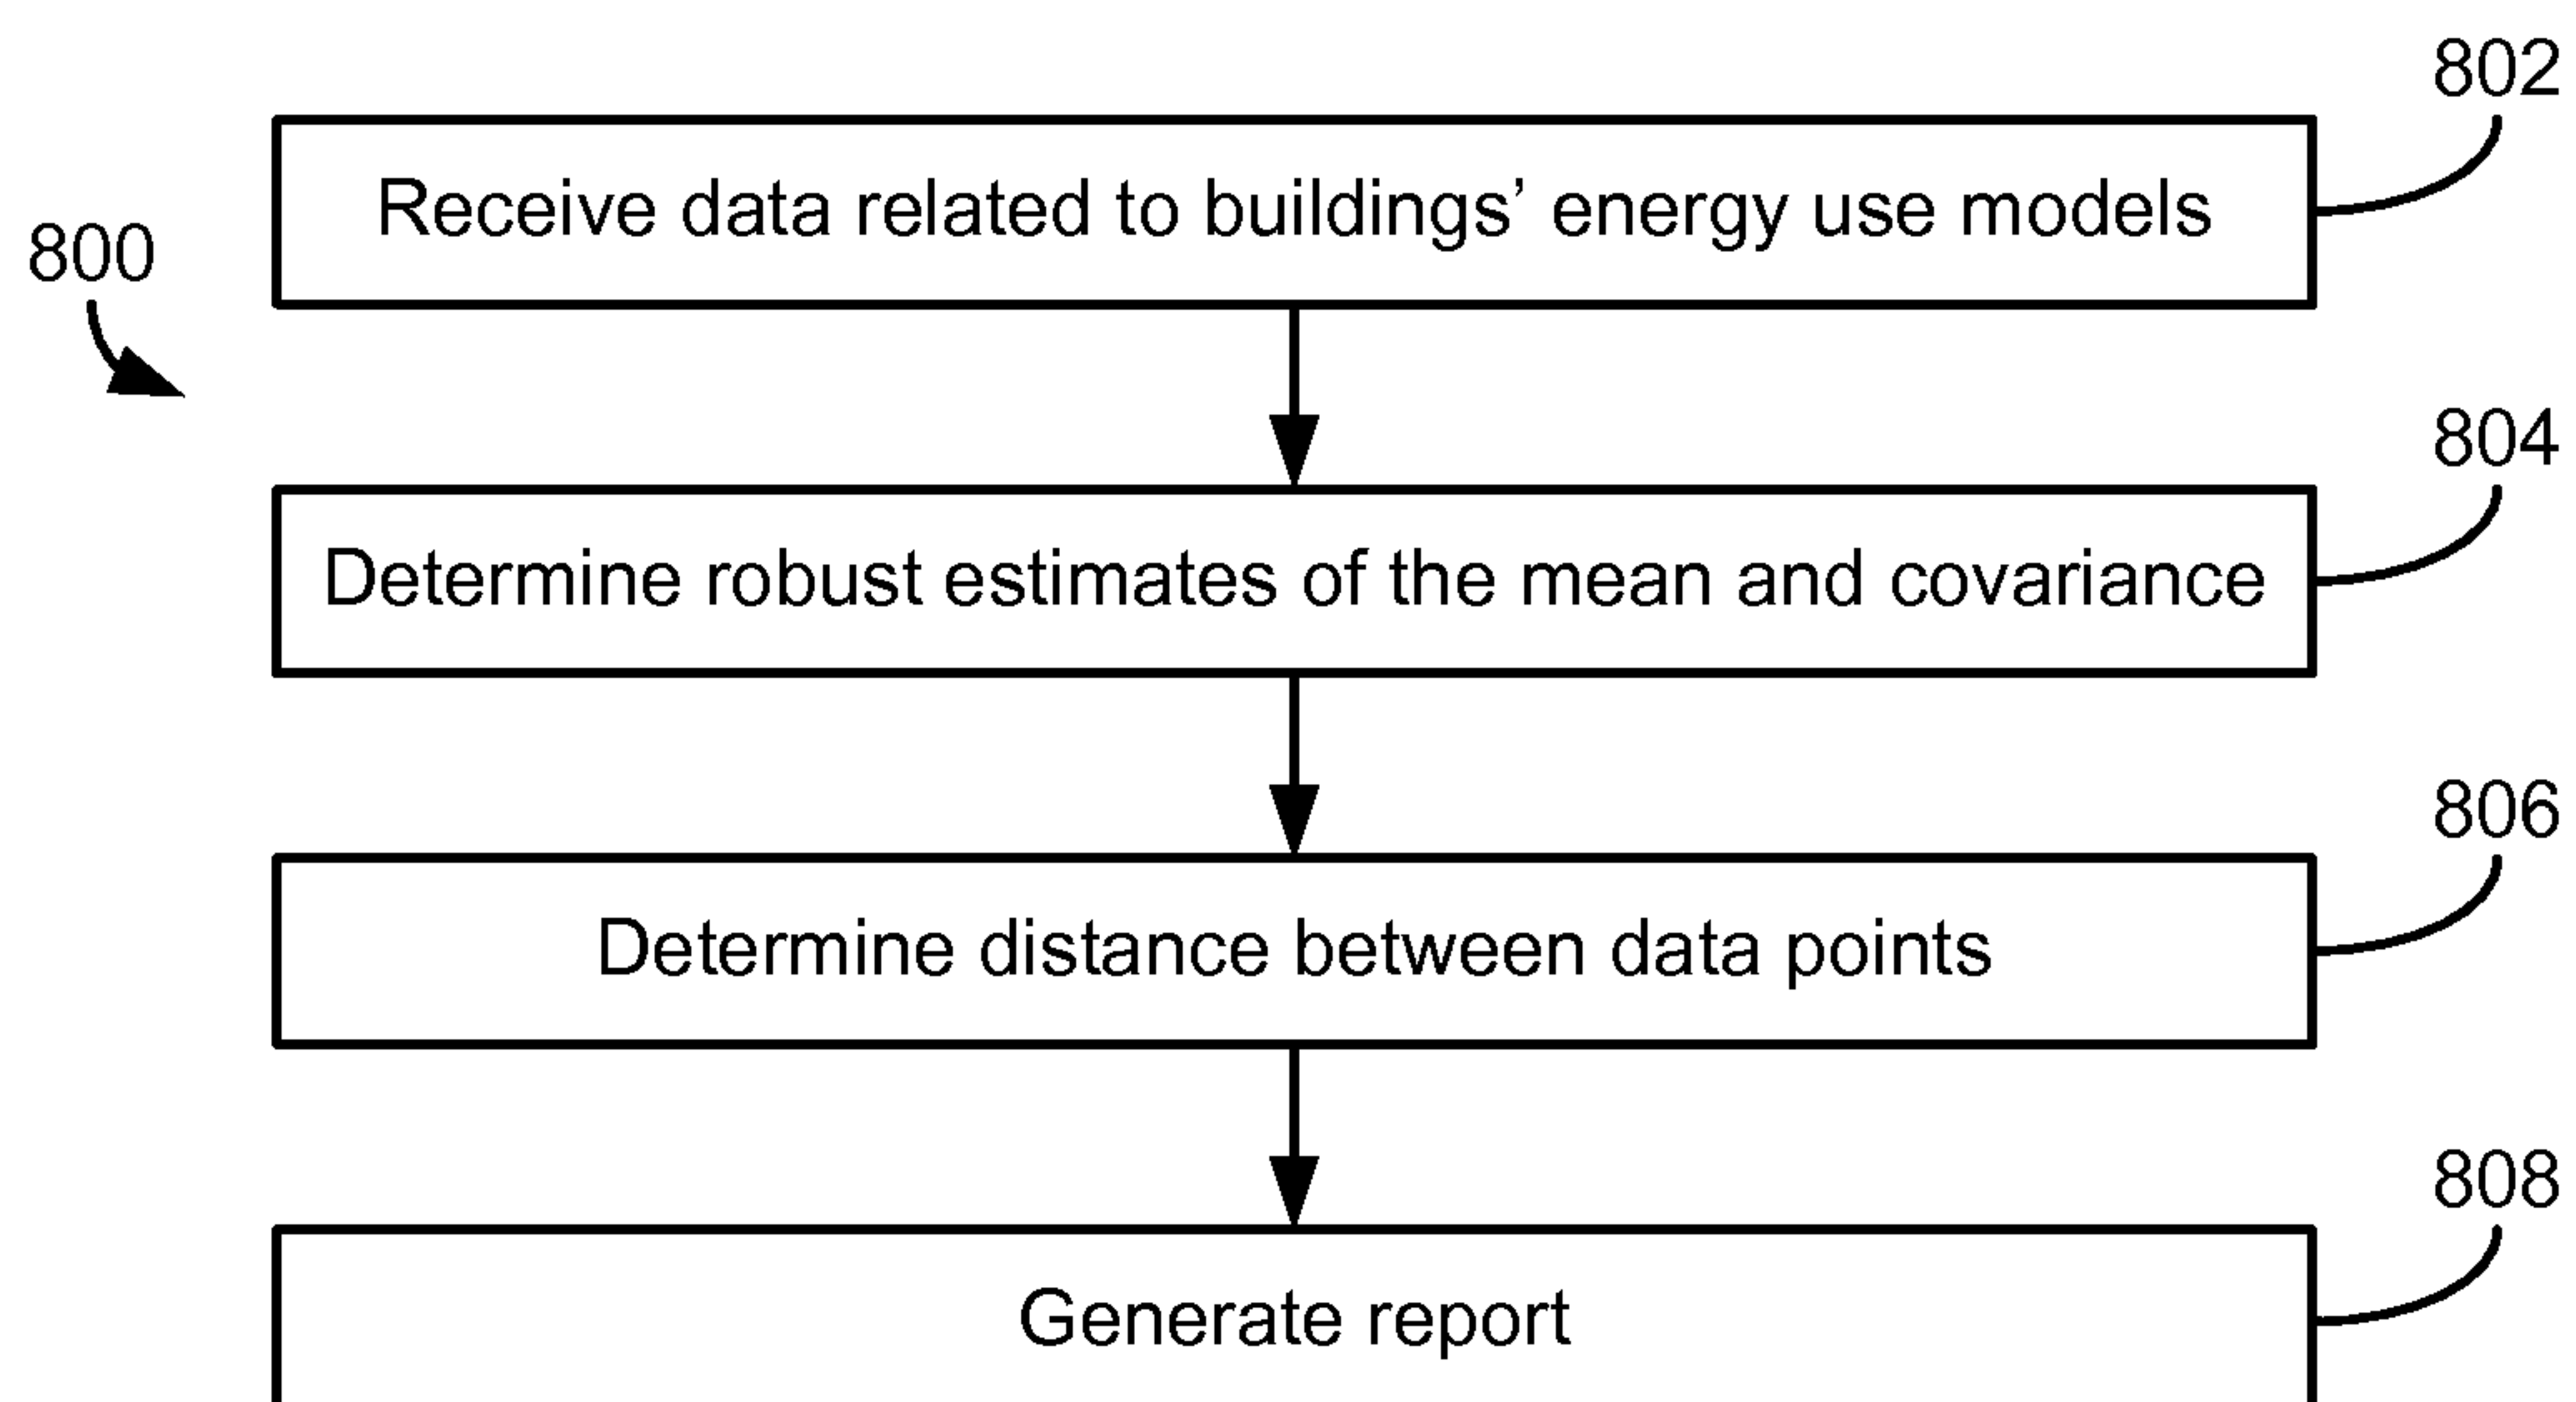 802
Receive data related to buildings’ energy use models
800
804
Determine robust estimates of the mean and covariance
806
Determine distance between data points
808
Generate report